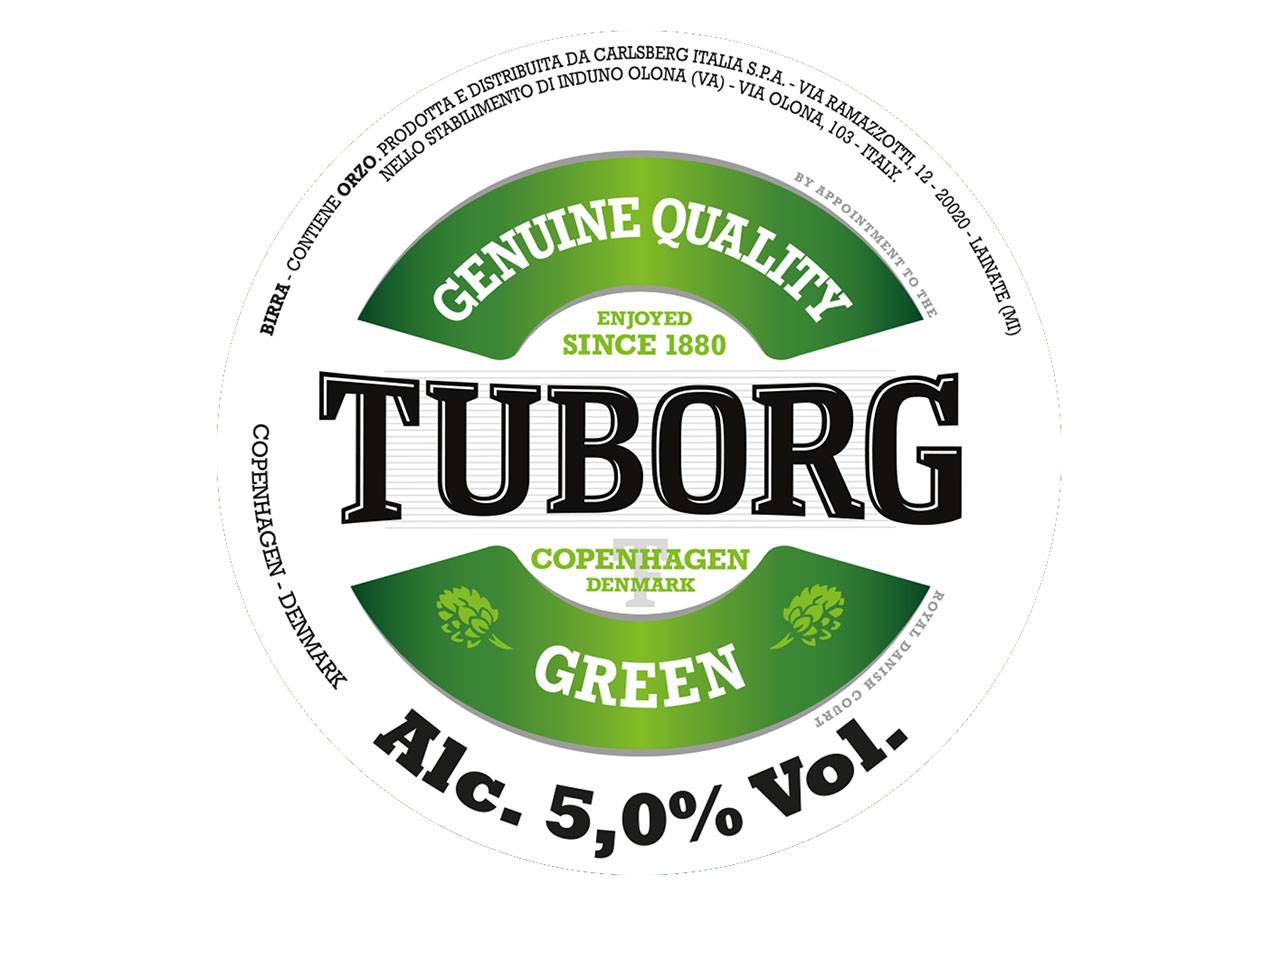 BIRRA - CONTIENE ORZO. PRODOTTA E DISTRIBUITA DA CARLSBERG ITALIA S.P.A. - VIA RAMAZZOTTI, 12 - 20020 - LAINATE (MI)
NELLO STABILIMENTO DI INDUNO OLONA (VA) - VIA OLONA, 103 - ITALY.
BY APPOINTMENT TO THE
GENUINE QUALITY
ENJOYED
SINCE 1880
TUBORG
T
COPENHAGEN
DENMARK
GREEN
ROYAL DANISH COURT
COPENHAGEN - DENMARK
Alc. 5,0% Vol.